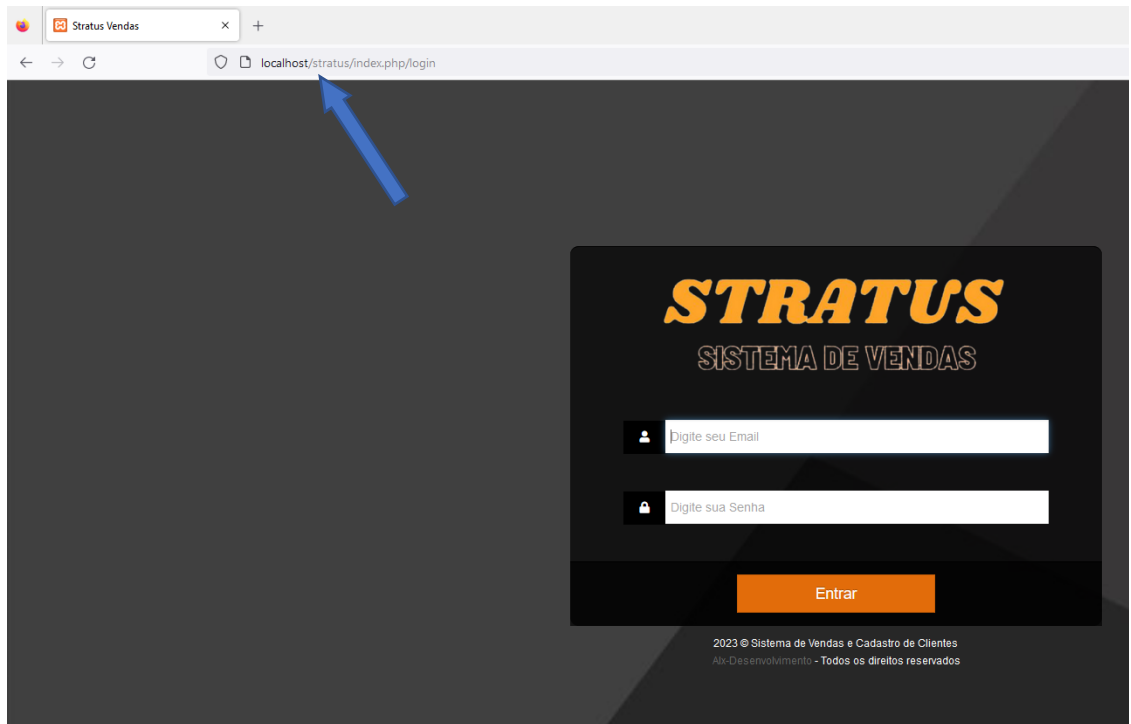 Stratus Vendas
localhost/stratus/index.php/login
STRATUS
SISTEMA DE VENDAS
Digite seu Email
Digite sua Senha
Entrar
2023 © Sistema de Vendas e Cadastro de Clientes
Alx-Desenvolvimento - Todos os direitos reservados